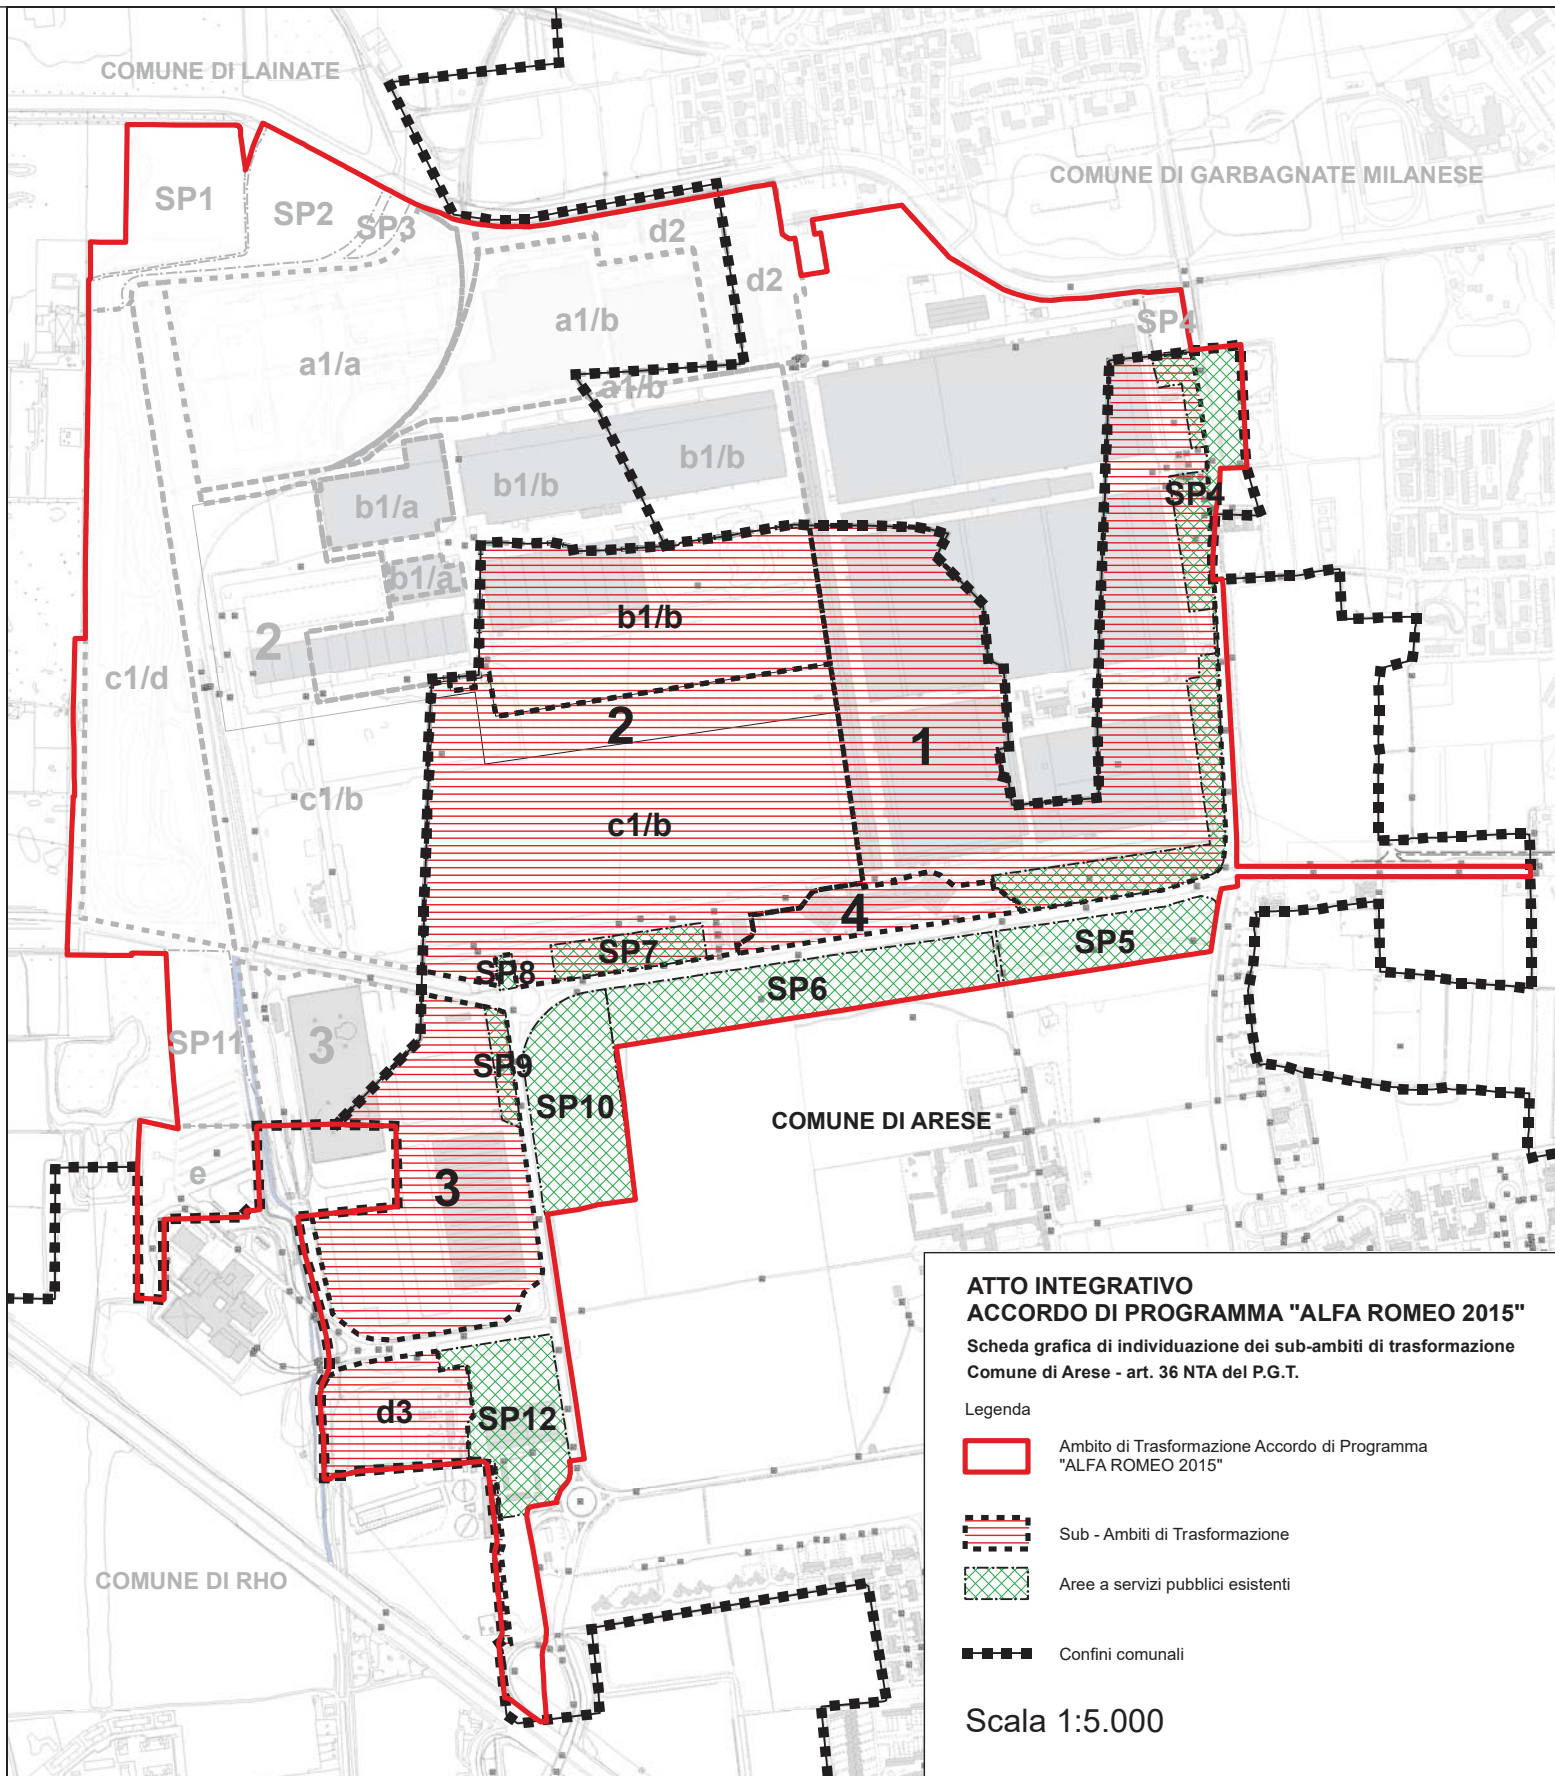 COMUNE DI LAINATE
COMUNE DI GARBAGNATE MILANESE
SP1
SP2
SP3
d2
d2
a1/b
SP4
a1/a
a1/b
b1/b
b1/b
SP4
b1/a
b1/a
b1/b
2
c1/d
2
1
c1/b
c1/b
4
SP7
SP5
SP8
SP6
SP11
3
SP9
SP10
COMUNE DI ARESE
e
3
d3
SP12
COMUNE DI RHO
ATTO INTEGRATIVO
ACCORDO DI PROGRAMMA "ALFA ROMEO 2015"
Scheda grafica di individuazione dei sub-ambiti di trasformazione
Comune di Arese - art. 36 NTA del P.G.T.
Legenda
Ambito di Trasformazione Accordo di Programma
"ALFA ROMEO 2015"
Sub - Ambiti di Trasformazione
Aree a servizi pubblici esistenti
Confini comunali
Scala 1:5.000